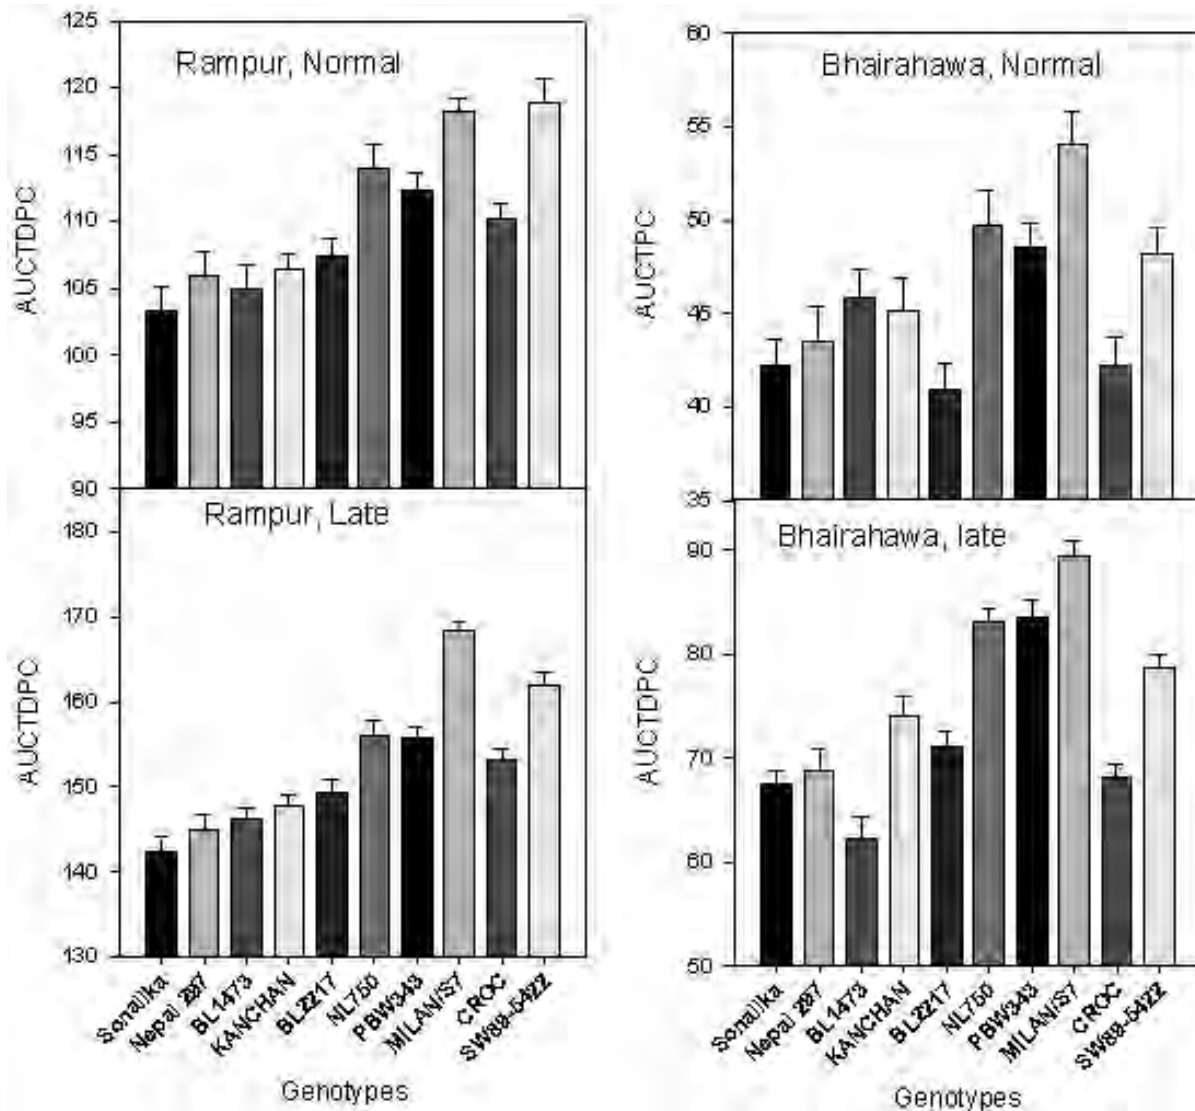 Rampur, Normal
AUCTDPC
125
120
115
110
105
100
95
90
Bhairahawa, Normal
AUCTPC
60
55
50
45
40
35
Rampur, Late
AUCTDPC
180
170
160
150
140
130
Sonalika
Nepal 297
BL1473
KANCHAN
BL2217
NL750
PBW343
MILAN/S7
CROC
SW89-5422
Genotypes
Bhairahawa, late
AUCTDPC
90
80
70
60
50
Sonalika
Nepal 297
BL1473
KANCHAN
BL2217
NL750
PBW343
MILAN/S7
CROC
SW89-5422
Genotypes